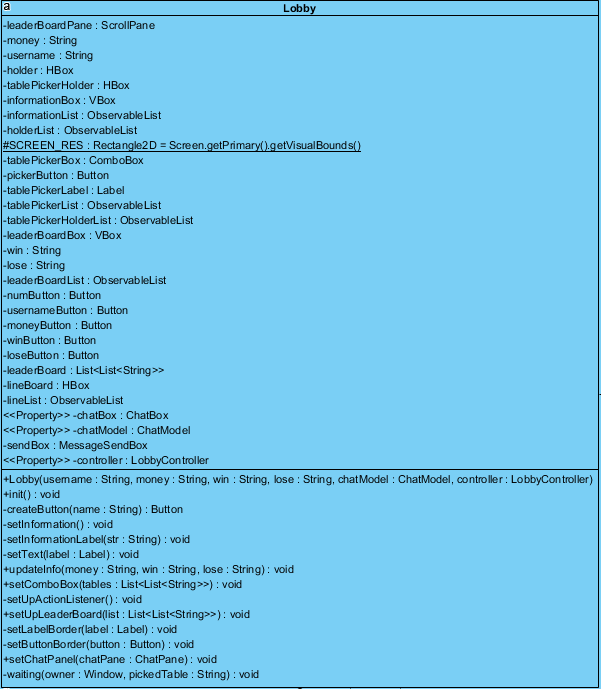 a
Lobby
-leaderBoardPane : ScrollPane
-money : String
-username : String
-holder : HBox
-tablePickerHolder : HBox
-informationBox : VBox
-informationList : ObservableList
-holderList : ObservableList
#SCREEN_RES : Rectangle2D = Screen.getPrimary().getVisualBounds()
-tablePickerBox : ComboBox
-pickerButton : Button
-tablePickerLabel : Label
-tablePickerList : ObservableList
-tablePickerHolderList : ObservableList
-leaderBoardBox : VBox
-win : String
-lose : String
-leaderBoardList : ObservableList
-numButton : Button
-usernameButton : Button
-moneyButton : Button
-winButton : Button
-loseButton : Button
-leaderBoard : List<List<String>>
-lineBoard : HBox
-lineList : ObservableList
<<Property>> -chatBox : ChatBox
<<Property>> -chatModel : ChatModel
-sendBox : MessageSendBox
<<Property>> -controller : LobbyController
+Lobby(username : String, money : String, win : String, lose : String, chatModel : ChatModel, controller : LobbyController)
+init() : void
-createButton(name : String) : Button
-setInformation() : void
-setInformationLabel(str : String) : void
-setText(label : Label) : void
+updateInfo(money : String, win : String, lose : String) : void
+setComboBox(tables : List<List<String>>) : void
-setUpActionListener() : void
+setUpLeaderBoard(list : List<List<String>>) : void
-setLabelBorder(label : Label) : void
-setButtonBorder(button : Button) : void
+setChatPanel(chatPane : ChatPane) : void
-waiting(owner : Window, pickedTable : String) : void